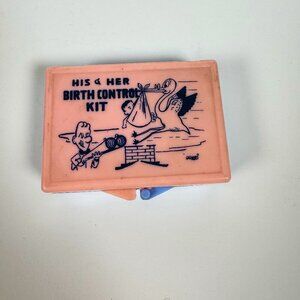 HIS & HER
BIRTH CONTROL
KIT